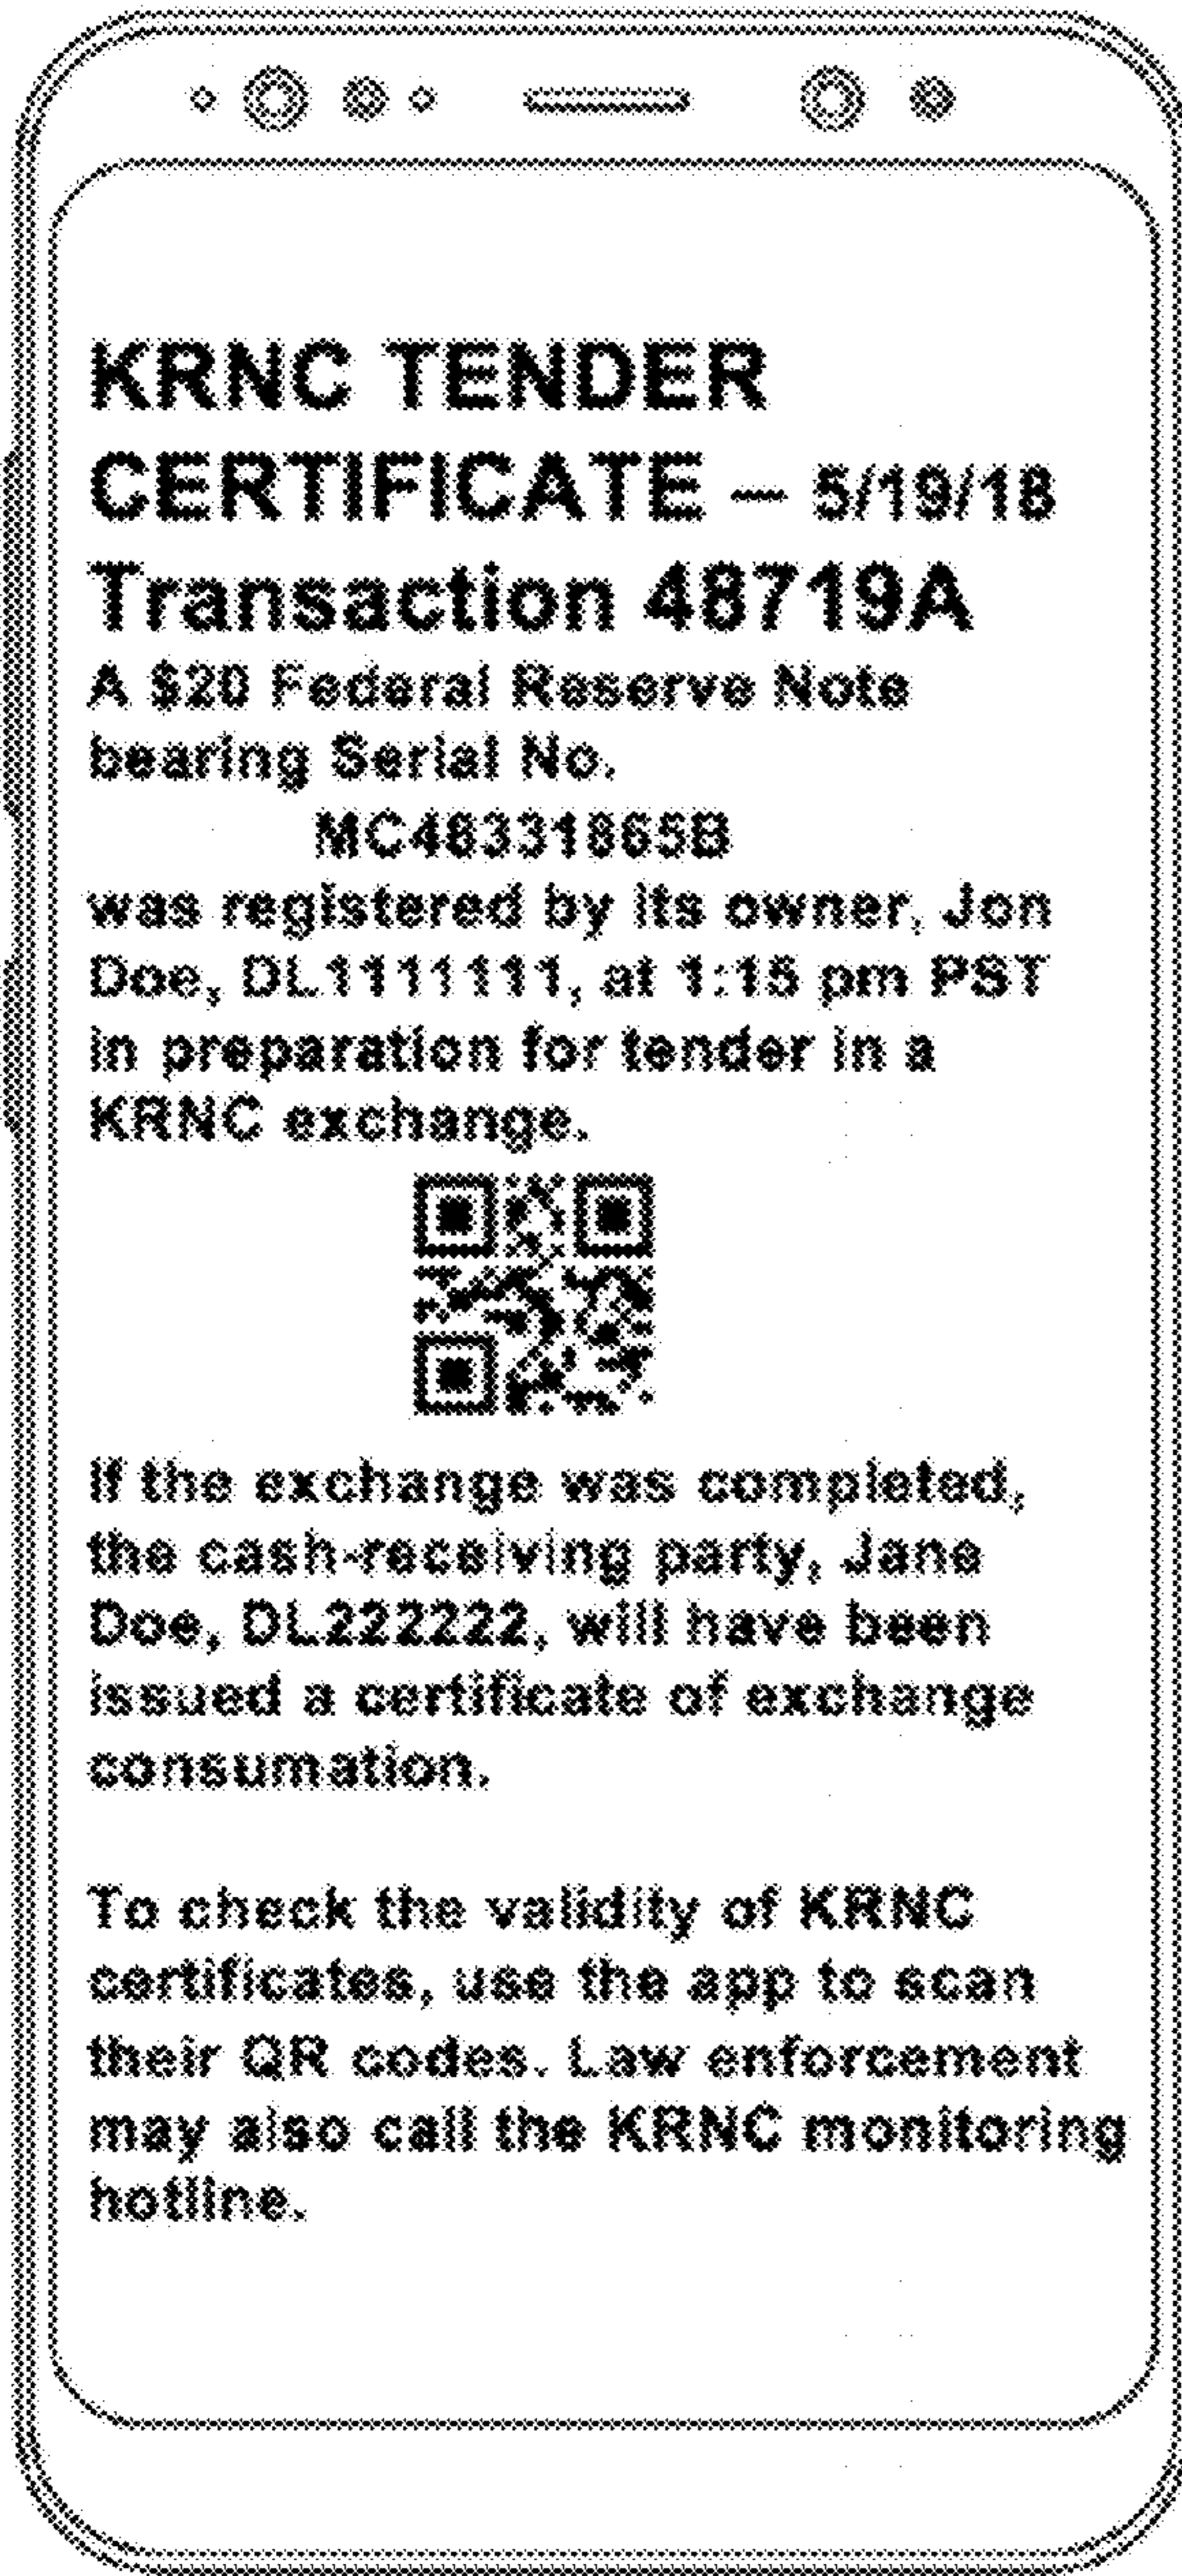 KRNC TENDER
CERTIFICATE – 5/19/18
Transaction 48719A
A $20 Federal Reserve Note
bearing Serial No.
MC46331865B
was registered by its owner, Jon
Doe, DL1111111, at 1:15 pm PST
in preparation for tender in a
KRNC exchange.
If the exchange was completed,
the cash-receiving party, Jane
Doe, DL222222, will have been
issued a certificate of exchange
consumation.
To check the validity of KRNC
certificates, use the app to scan
their QR codes. Law enforcement
may also call the KRNC monitoring
hotline.